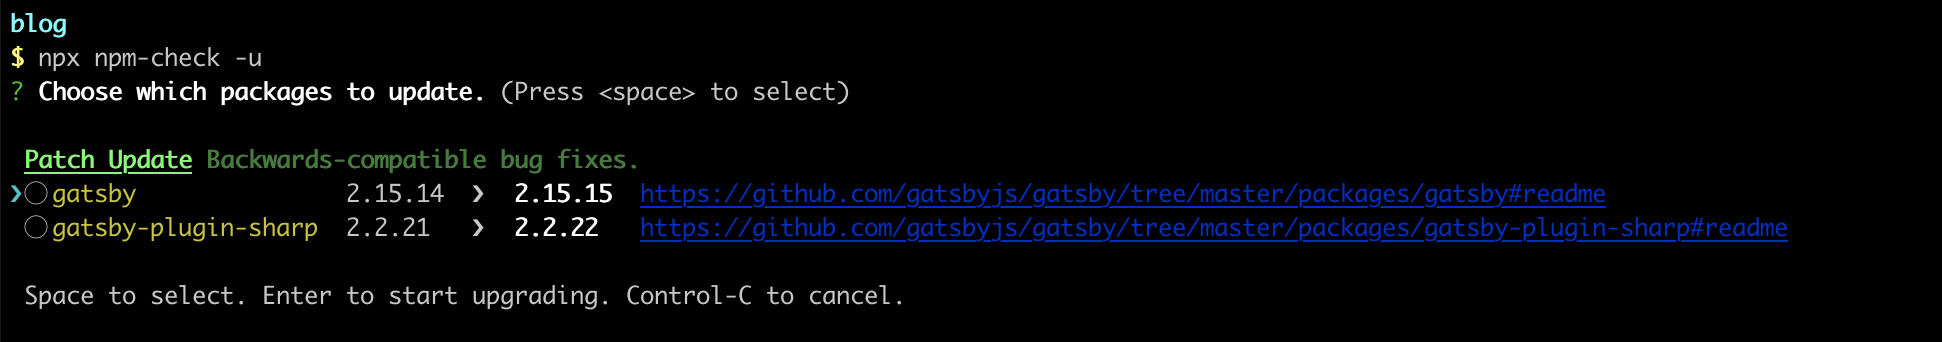 blog
$ npx npm-check -u
? Choose which packages to update. (Press <space> to select)
Patch Update Backwards-compatible bug fixes.
❯◯ gatsby 2.15.14 ❯ 2.15.15 https://github.com/gatsbyjs/gatsby/tree/master/packages/gatsby#readme
◯ gatsby-plugin-sharp 2.2.21 ❯ 2.2.22 https://github.com/gatsbyjs/gatsby/tree/master/packages/gatsby-plugin-sharp#readme
Space to select. Enter to start upgrading. Control-C to cancel.